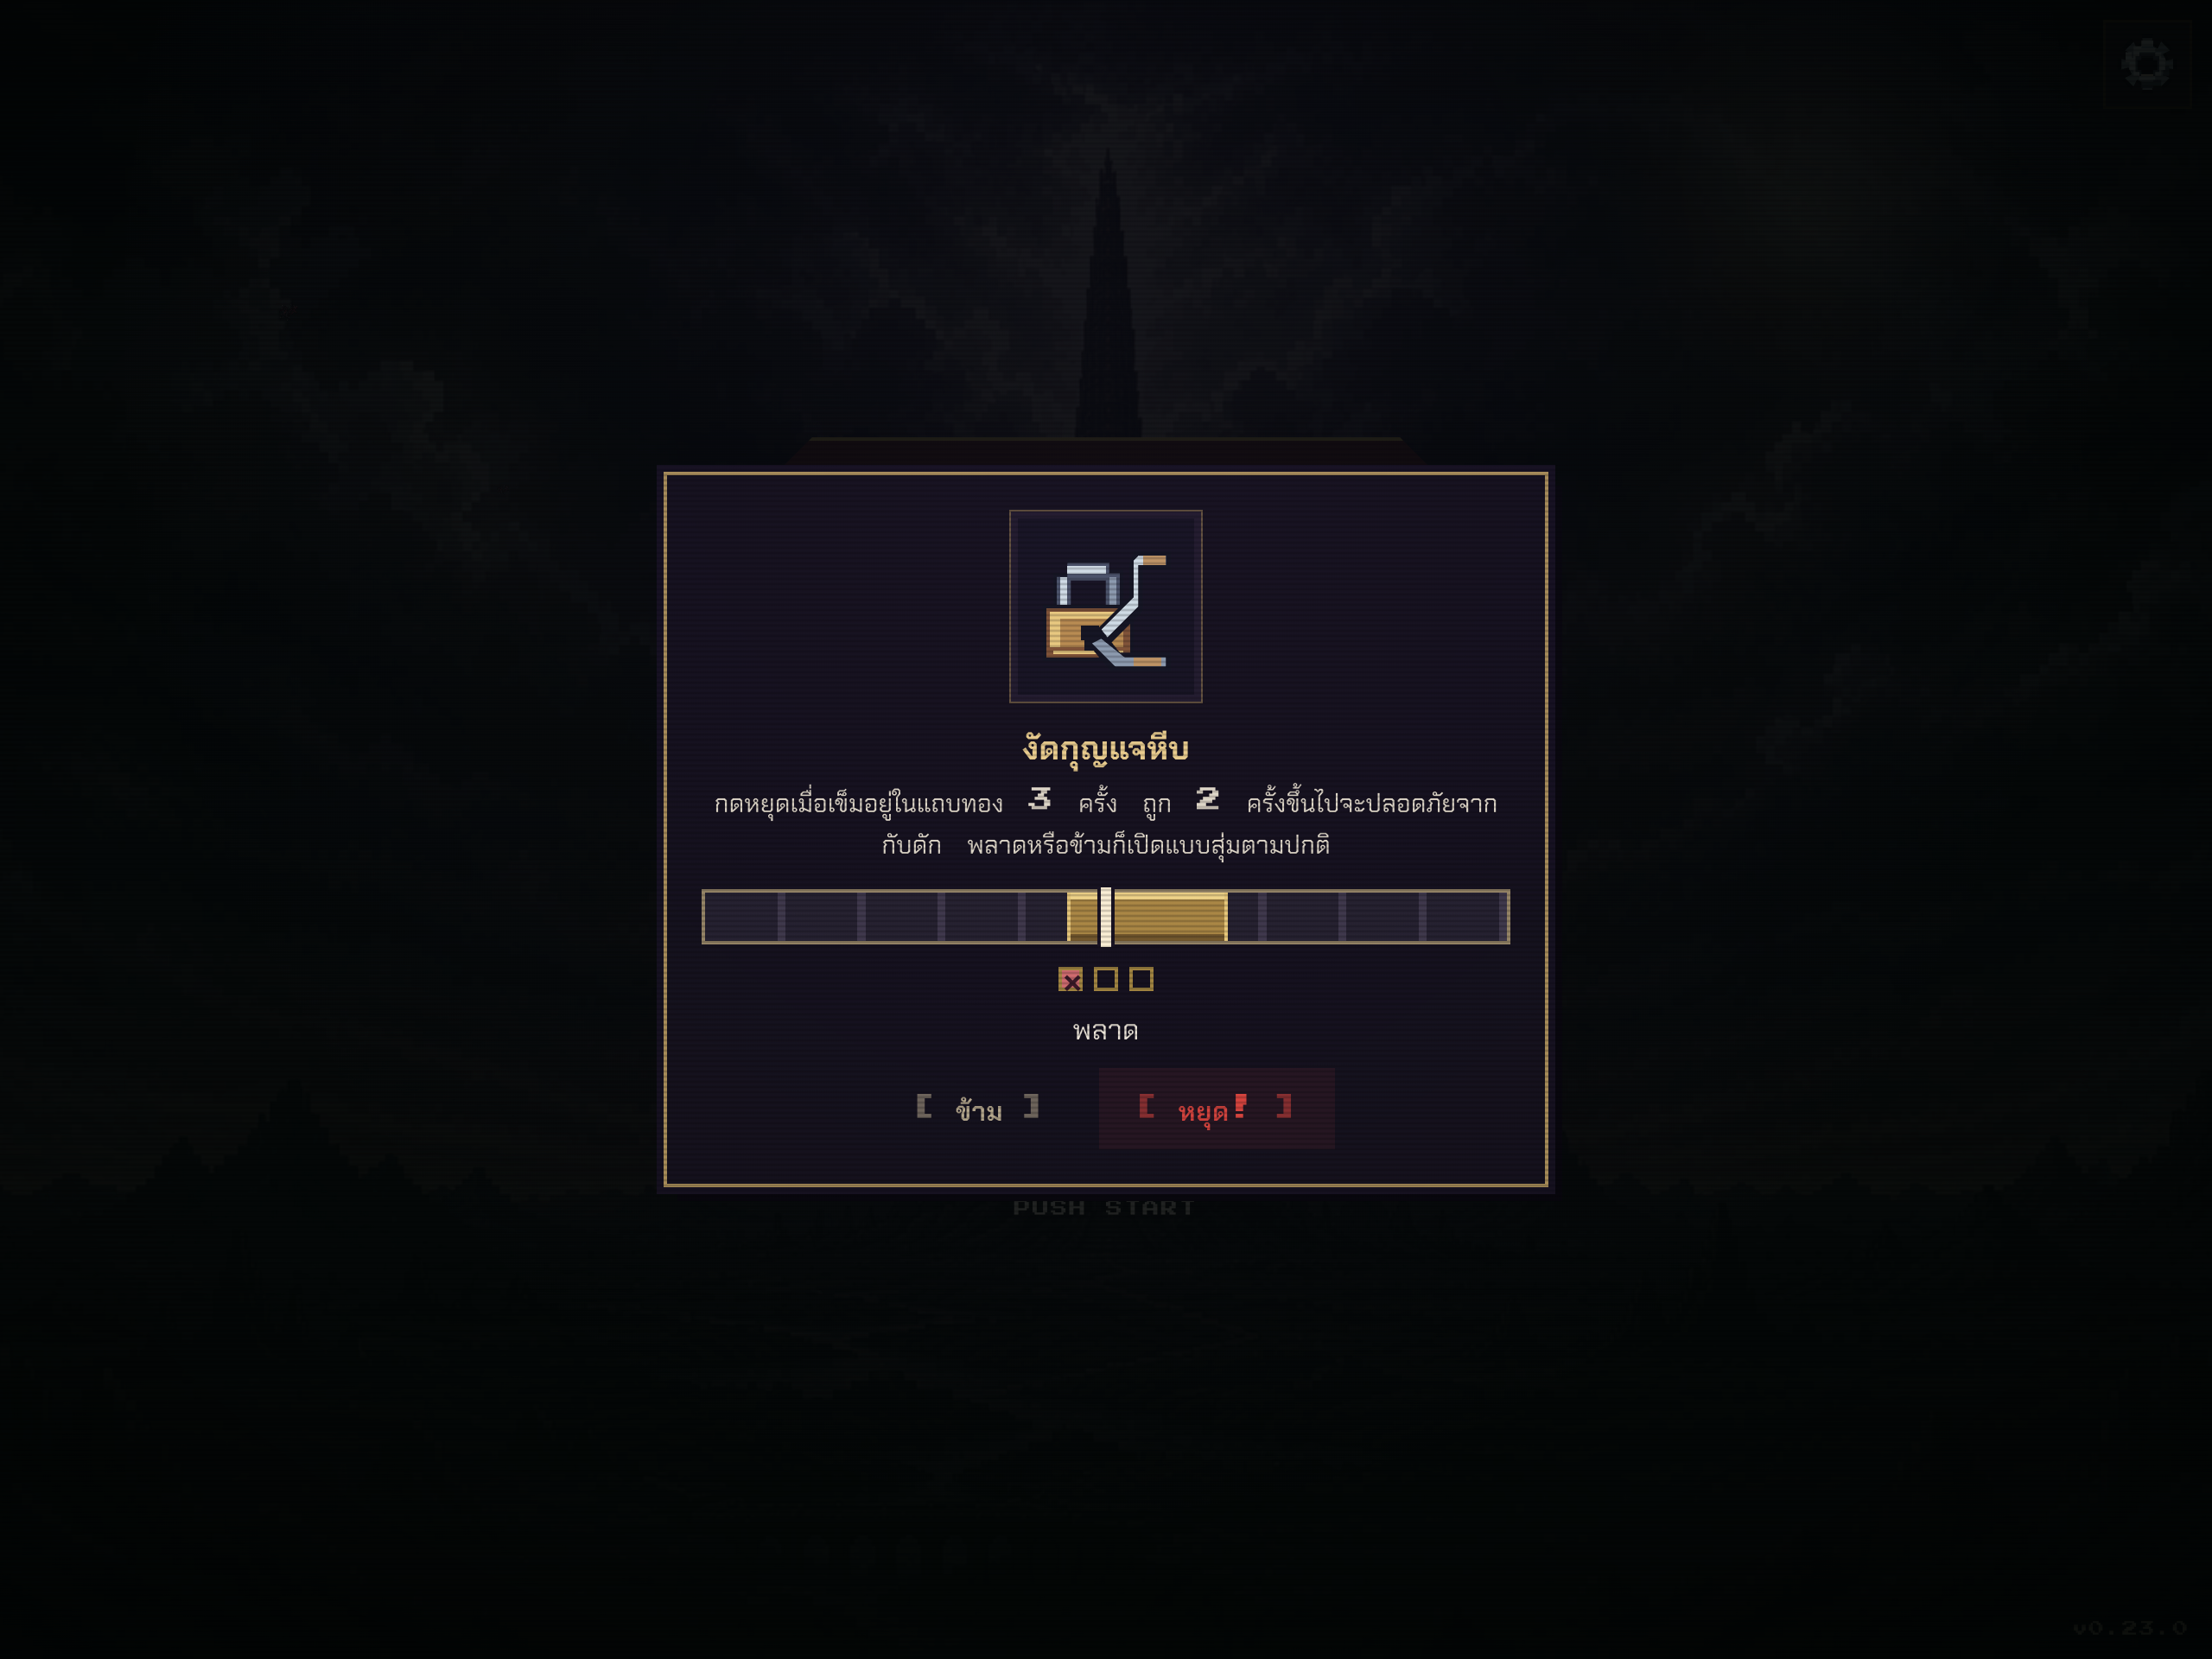 งัดกุญแจหีบ
กดหยุดเมื่อเข็มอยู่ในแถบทอง 3 ครั้ง ถูก 2 ครั้งขึ้นไปจะปลอดภัยจาก
กับดัก พลาดหรือข้ามก็เปิดแบบสุ่มตามปกติ
พลาด
[ ข้าม ] [ หยุด! ]
PUSH START
v0.23.0